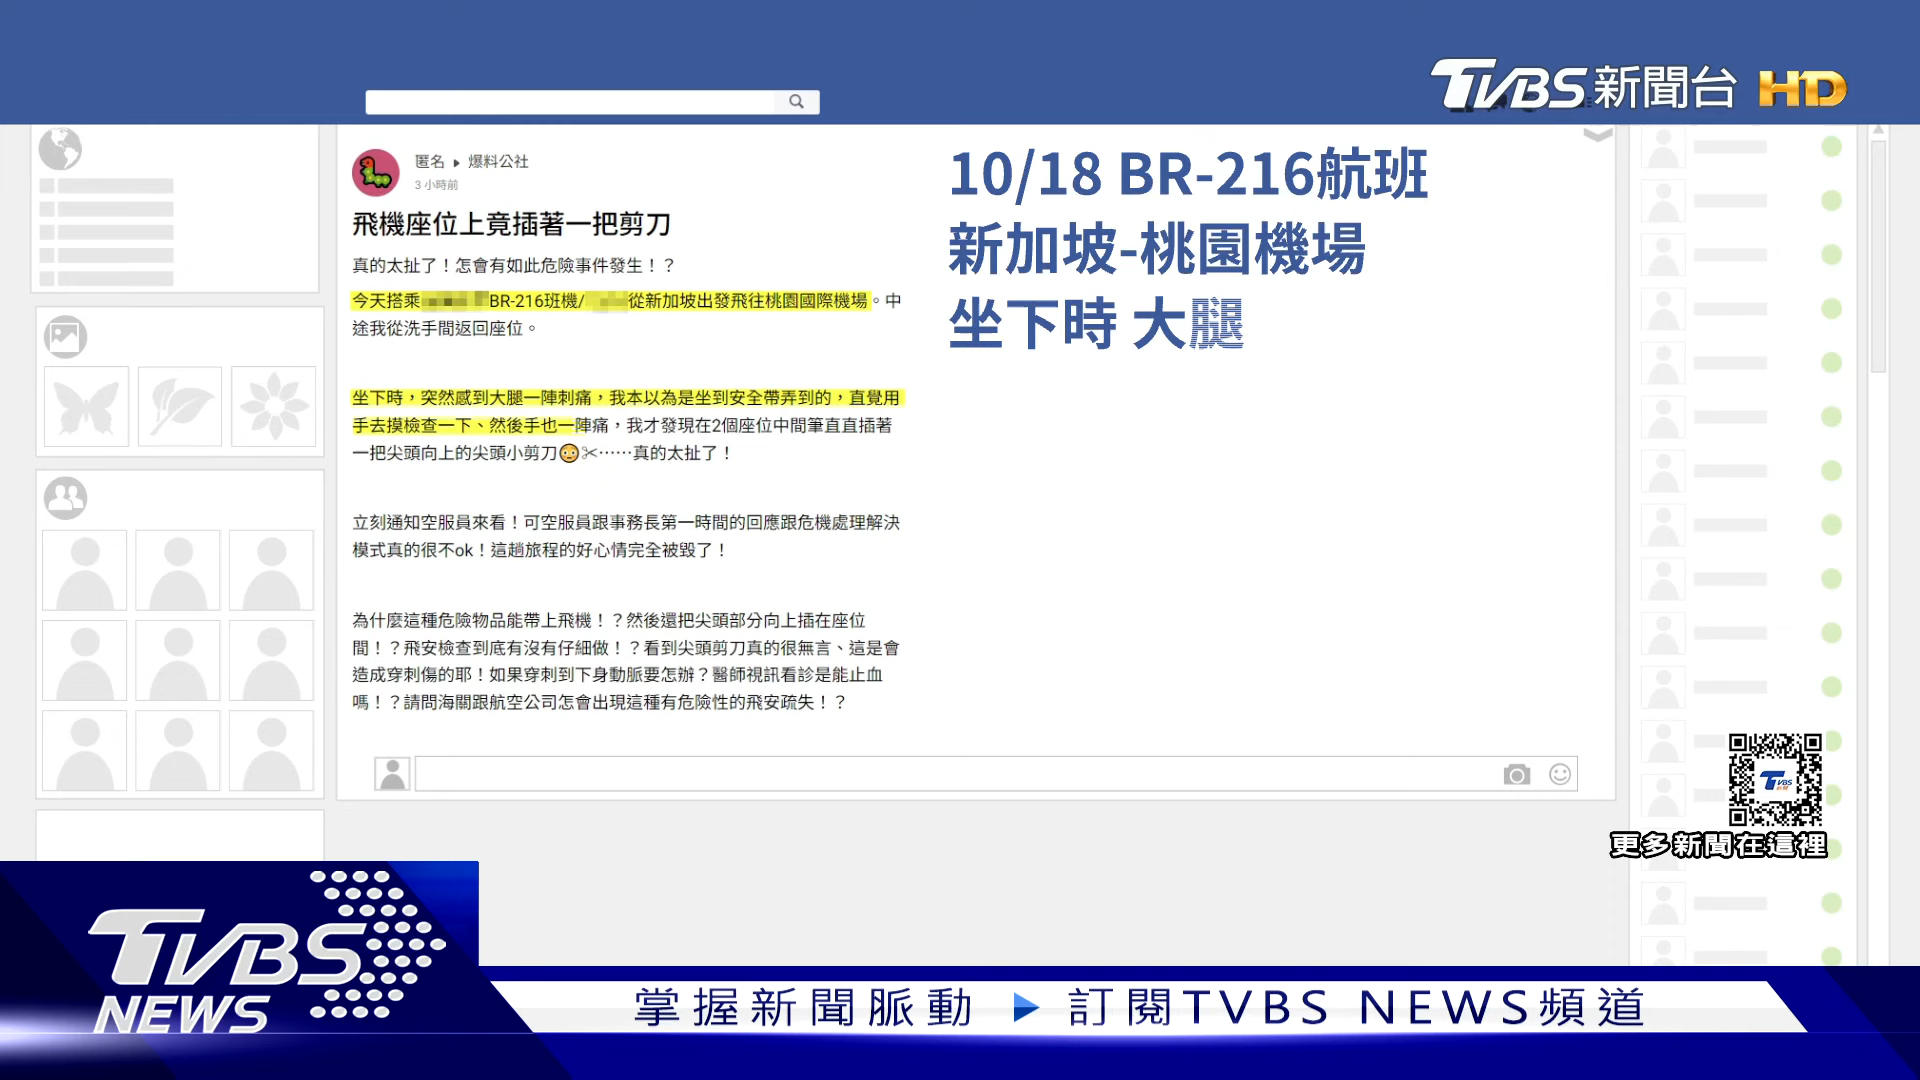 TVBS新聞台 HD
匿名 ▸ 爆料公社
3 小時前
飛機座位上竟插著一把剪刀
真的太扯了！怎會有如此危險事件發生！？
今天搭乘 BR-216班機/ 從新加坡出發飛往桃園國際機場。中
途我從洗手間返回座位。
坐下時，突然感到大腿一陣刺痛，我本以為是坐到安全帶弄到的，直覺用
手去摸檢查一下、然後手也一陣痛，我才發現在2個座位中間筆直直插著
一把尖頭向上的尖頭小剪刀😳✂……真的太扯了！
立刻通知空服員來看！可空服員跟事務長第一時間的回應跟危機處理解決
模式真的很不ok！這趟旅程的好心情完全被毀了！
為什麼這種危險物品能帶上飛機！？然後還把尖頭部分向上插在座位
間！？飛安檢查到底有沒有仔細做！？看到尖頭剪刀真的很無言、這是會
造成穿刺傷的耶！如果穿刺到下身動脈要怎辦？醫師視訊看診是能止血
嗎！？請問海關跟航空公司怎會出現這種有危險性的飛安疏失！？
10/18 BR-216航班
新加坡-桃園機場
坐下時 大腿
TVBS
新聞
更多新聞在這裡
TVBS
NEWS
掌握新聞脈動 ▶ 訂閱TVBS NEWS頻道